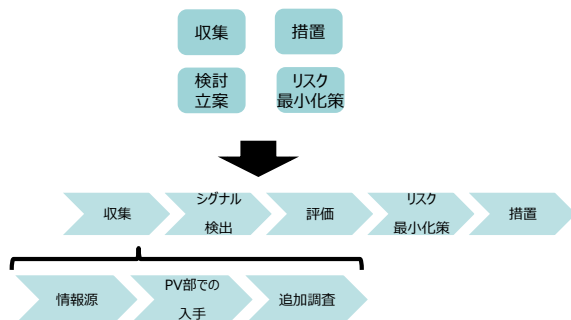 収集
措置
検討
立案
リスク
最小化策
収集
シグナル
検出
評価
リスク
最小化策
措置
情報源
PV部での
入手
追加調査